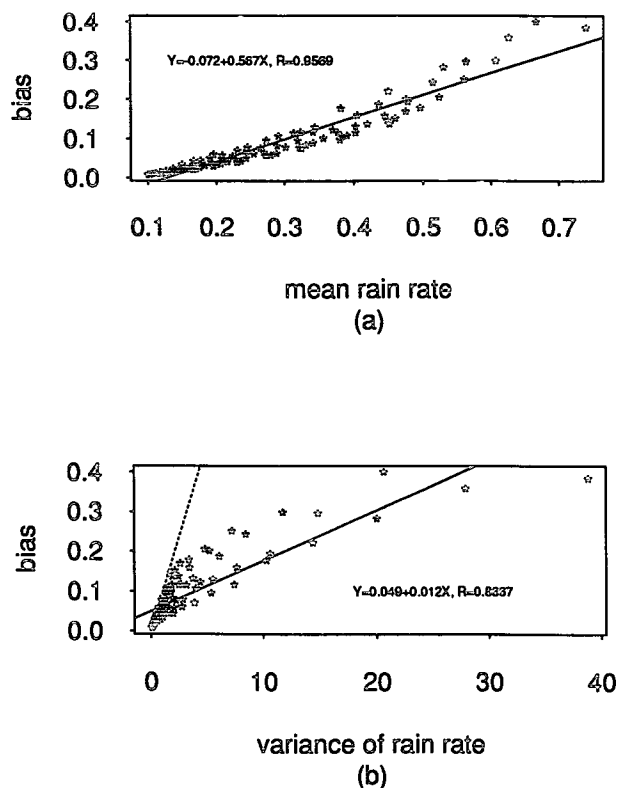 0.4
0.3
0.2
0.1
0.0
bias
Y=-0.072+0.567X, R=0.9569
0.1 0.2 0.3 0.4 0.5 0.6 0.7
mean rain rate
(a)
0.4
0.3
0.2
0.1
0.0
bias
Y=0.049+0.012X, R=0.8337
0 10 20 30 40
variance of rain rate
(b)